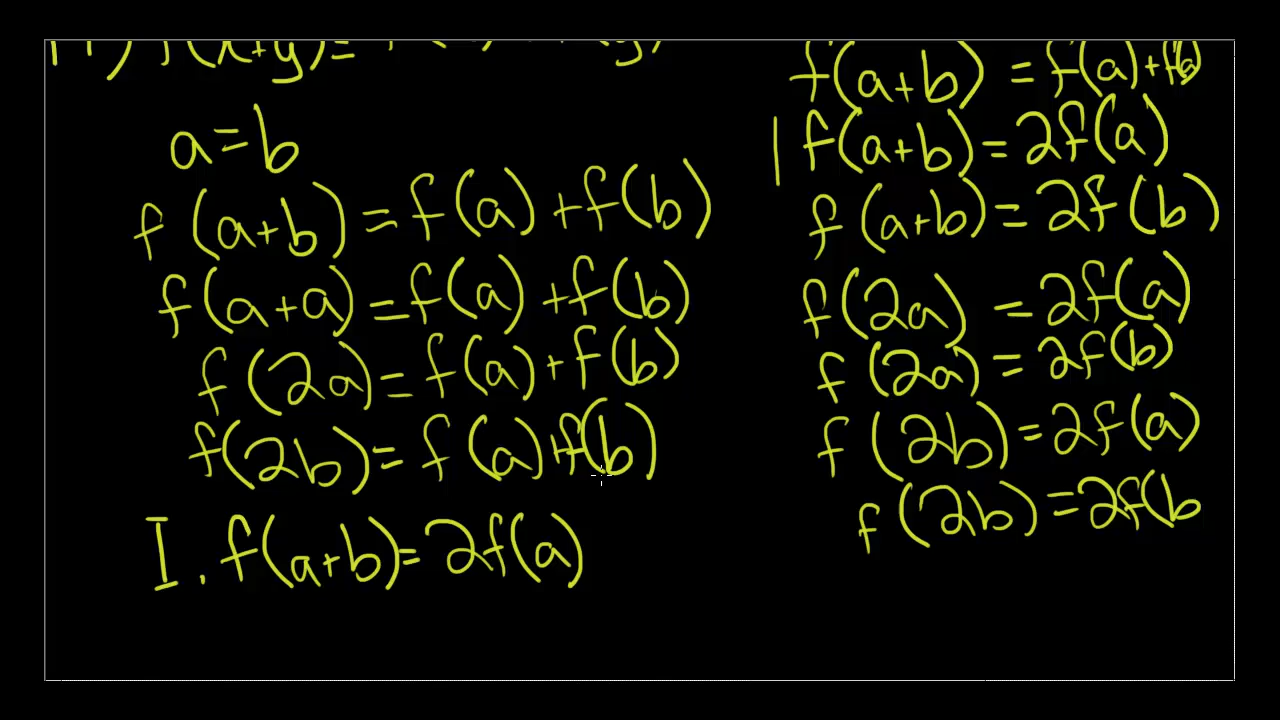 f(x+y)=
a=b
f(a+b)=f(a)+f(b)
f(a+a)=f(a)+f(b)
f(2a)=f(a)+f(b)
f(2b)=f(a)+f(b)
I. f(a+b)=2f(a)
f(a+b)=f(a)+f(a)
f(a+b)=2f(a)
f(a+b)=2f(b)
f(2a)=2f(a)
f(2a)=2f(b)
f(2b)=2f(a)
f(2b)=2f(b